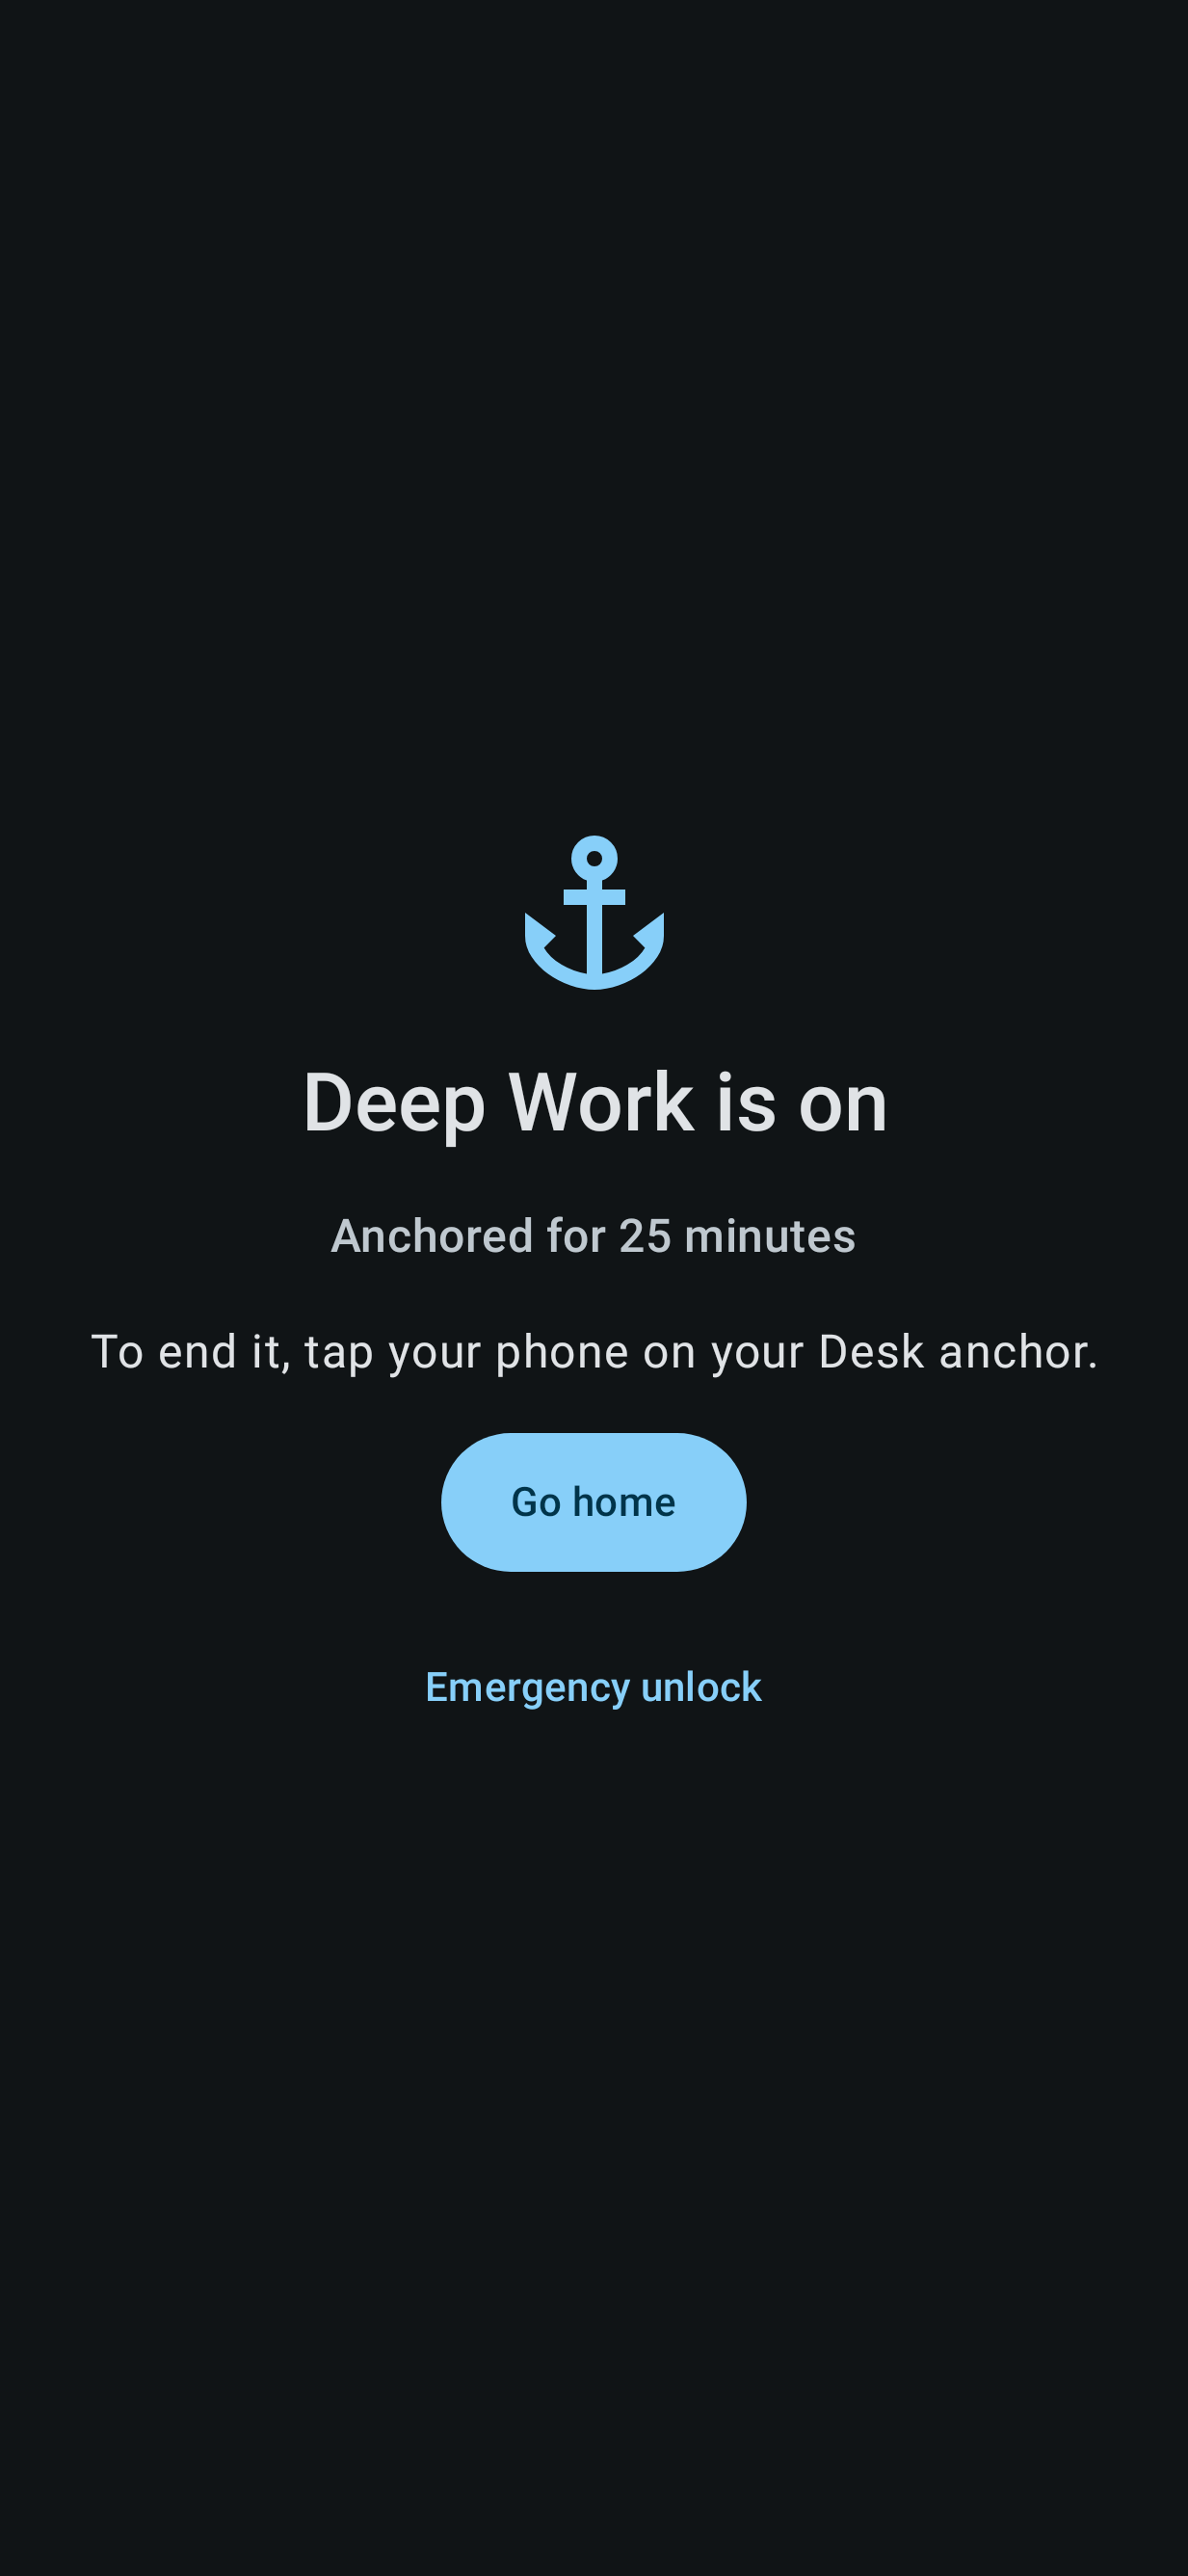 Deep Work is on
Anchored for 25 minutes
To end it, tap your phone on your Desk anchor.
Go home
Emergency unlock